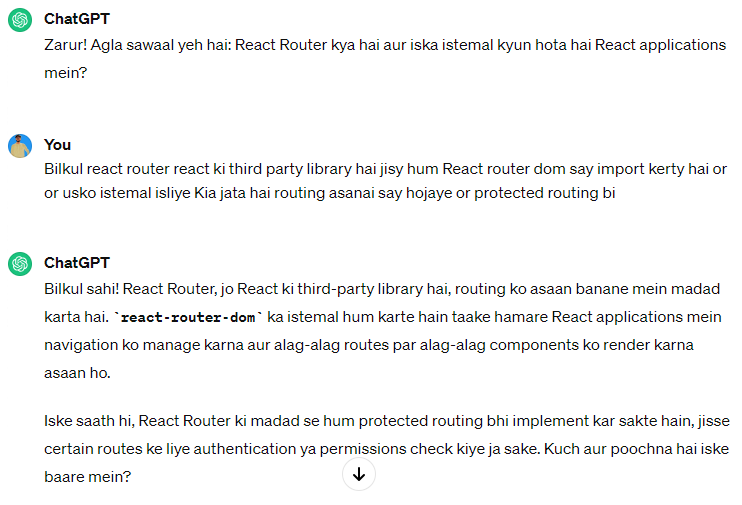 ChatGPT
Zarur! Agla sawaal yeh hai: React Router kya hai aur iska istemal kyun hota hai React applications
mein?
You
Bilkul react router react ki third party library hai jisy hum React router dom say import kerty hai or
or usko istemal isliye Kia jata hai routing asanai say hojaye or protected routing bi
ChatGPT
Bilkul sahi! React Router, jo React ki third-party library hai, routing ko asaan banane mein madad
karta hai. `react-router-dom` ka istemal hum karte hain taake hamare React applications mein
navigation ko manage karna aur alag-alag routes par alag-alag components ko render karna
asaan ho.
Iske saath hi, React Router ki madad se hum protected routing bhi implement kar sakte hain, jisse
certain routes ke liye authentication ya permissions check kiye ja sake. Kuch aur poochna hai iske
baare mein?